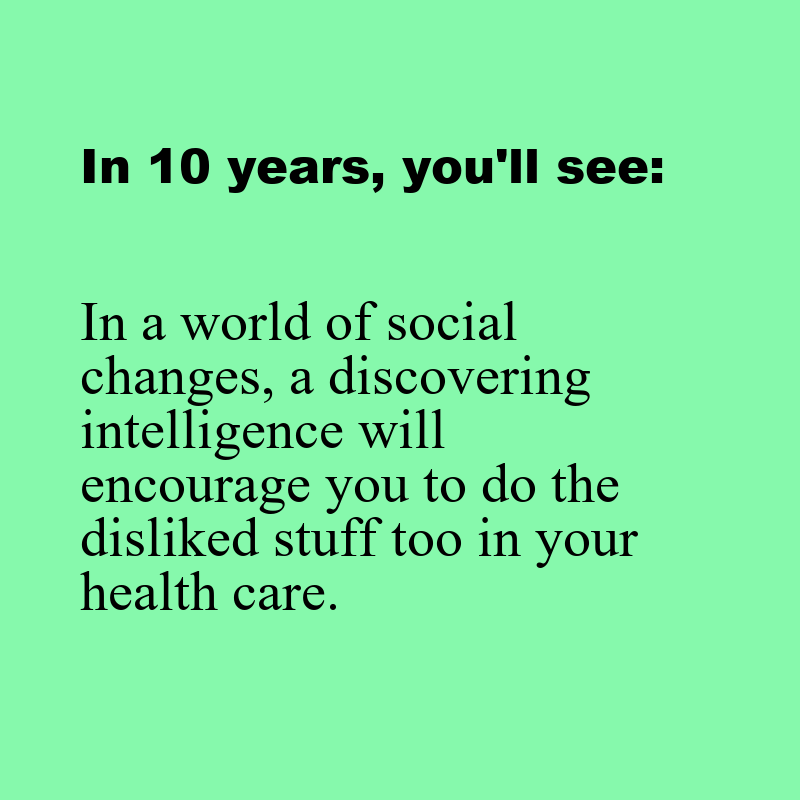 In 10 years, you'll see:
In a world of social
changes, a discovering
intelligence will
encourage you to do the
disliked stuff too in your
health care.